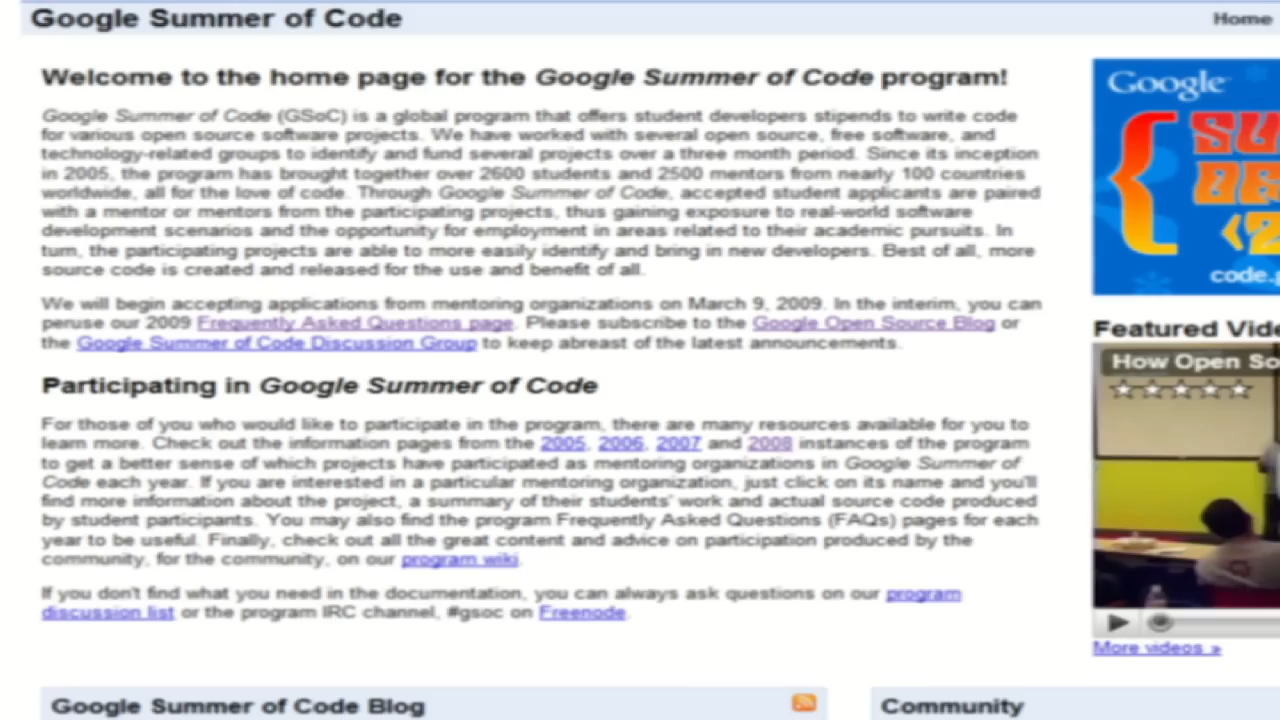 Google Summer of Code
Home
Welcome to the home page for the Google Summer of Code program!
Google Summer of Code (GSoC) is a global program that offers student developers stipends to write code
for various open source software projects. We have worked with several open source, free software, and
technology-related groups to identify and fund several projects over a three month period. Since its inception
in 2005, the program has brought together over 2600 students and 2500 mentors from nearly 100 countries
worldwide, all for the love of code. Through Google Summer of Code, accepted student applicants are paired
with a mentor or mentors from the participating projects, thus gaining exposure to real-world software
development scenarios and the opportunity for employment in areas related to their academic pursuits. In
turn, the participating projects are able to more easily identify and bring in new developers. Best of all, more
source code is created and released for the use and benefit of all.
We will begin accepting applications from mentoring organizations on March 9, 2009. In the interim, you can
peruse our 2009 Frequently Asked Questions page. Please subscribe to the Google Open Source Blog or
the Google Summer of Code Discussion Group to keep abreast of the latest announcements.
Participating in Google Summer of Code
For those of you who would like to participate in the program, there are many resources available for you to
learn more. Check out the information pages from the 2005, 2006, 2007 and 2008 instances of the program
to get a better sense of which projects have participated as mentoring organizations in Google Summer of
Code each year. If you are interested in a particular mentoring organization, just click on its name and you'll
find more information about the project, a summary of their students' work and actual source code produced
by student participants. You may also find the program Frequently Asked Questions (FAQs) pages for each
year to be useful. Finally, check out all the great content and advice on participation produced by the
community, for the community, on our program wiki.
If you don't find what you need in the documentation, you can always ask questions on our program
discussion list or the program IRC channel, #gsoc on Freenode.
Google
{ SU
OF
<2
code.
Featured Vide
How Open So
More videos »
Google Summer of Code Blog
Community